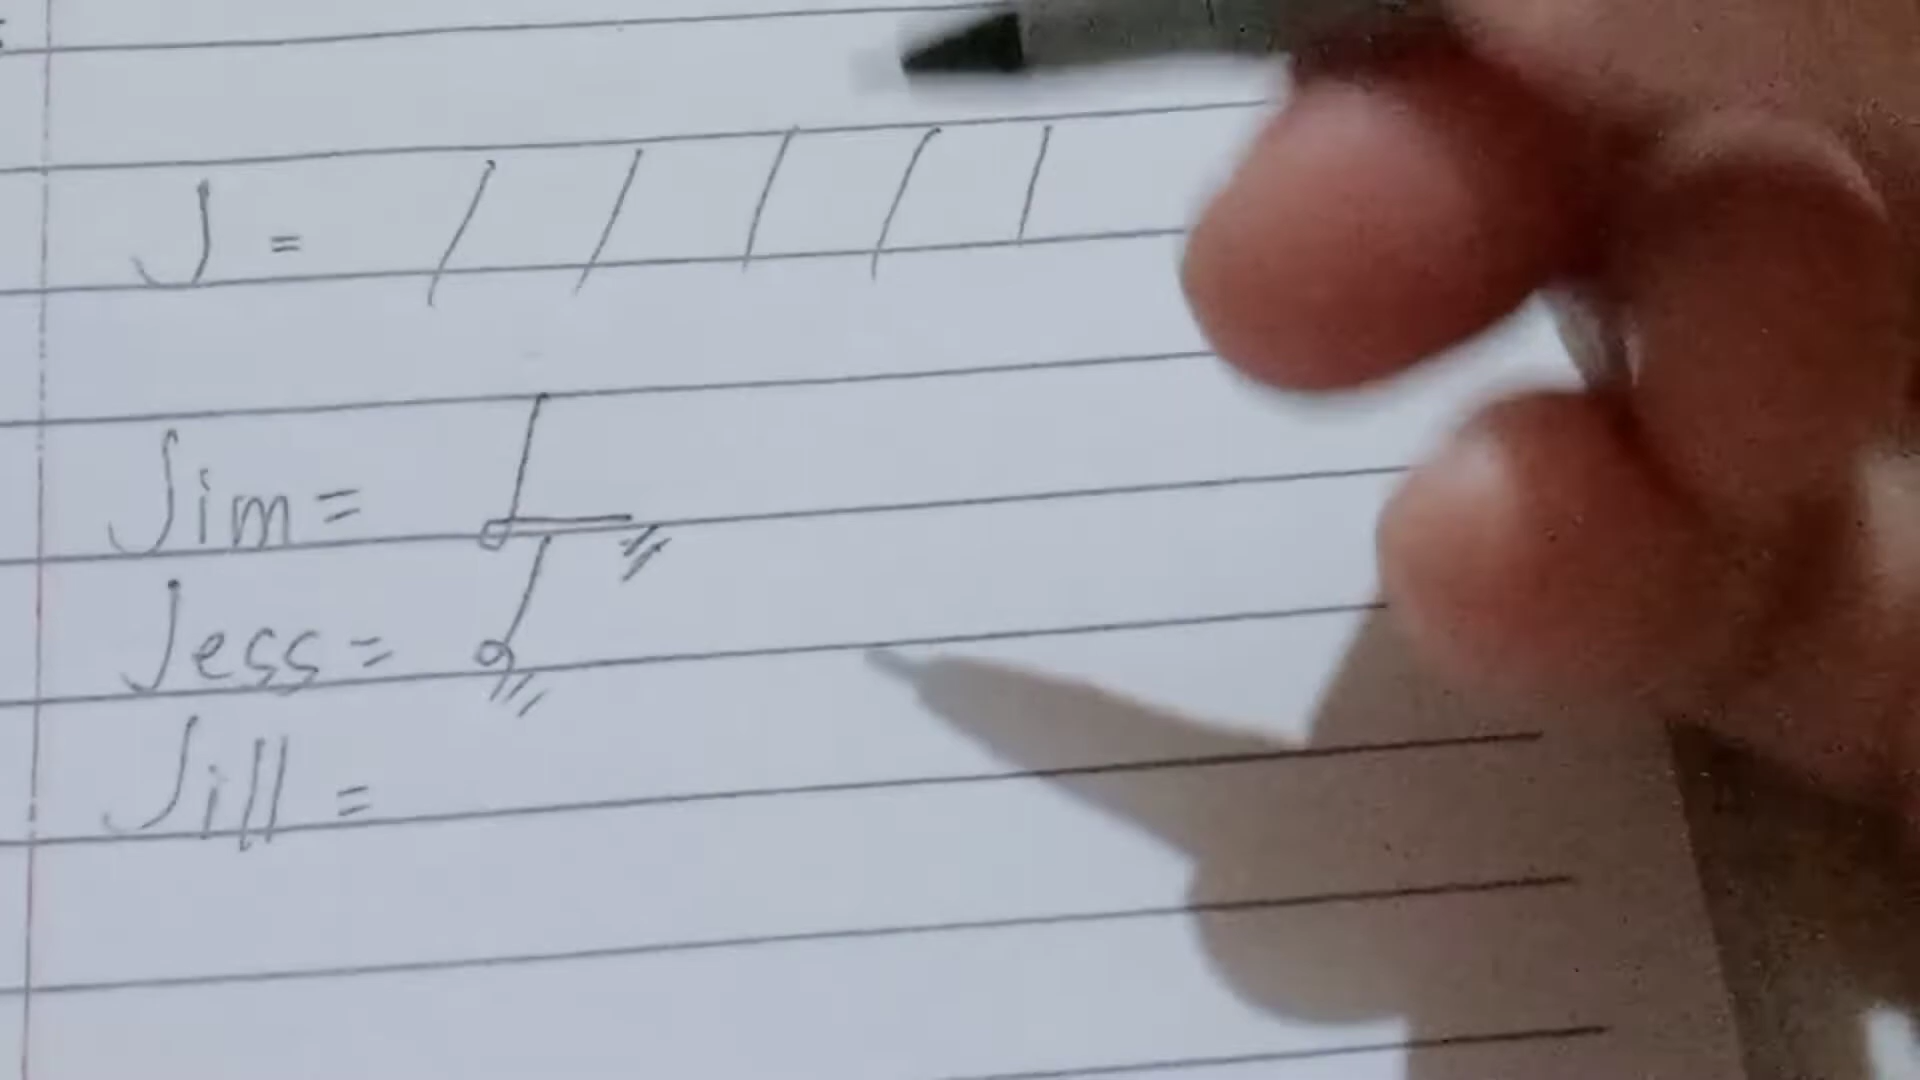 J =
Jim =
Jess =
Jill =